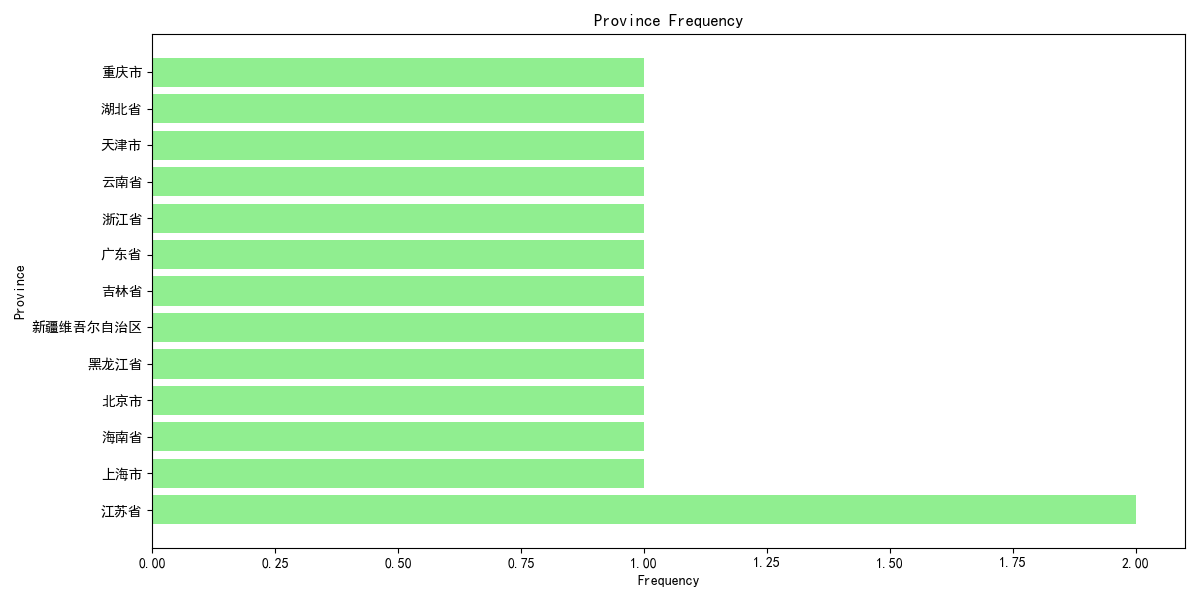 Province Frequency
重庆市
湖北省
天津市
云南省
浙江省
广东省
吉林省
新疆维吾尔自治区
黑龙江省
北京市
海南省
上海市
江苏省
Province
0.00 0.25 0.50 0.75 1.00 1.25 1.50 1.75 2.00
Frequency